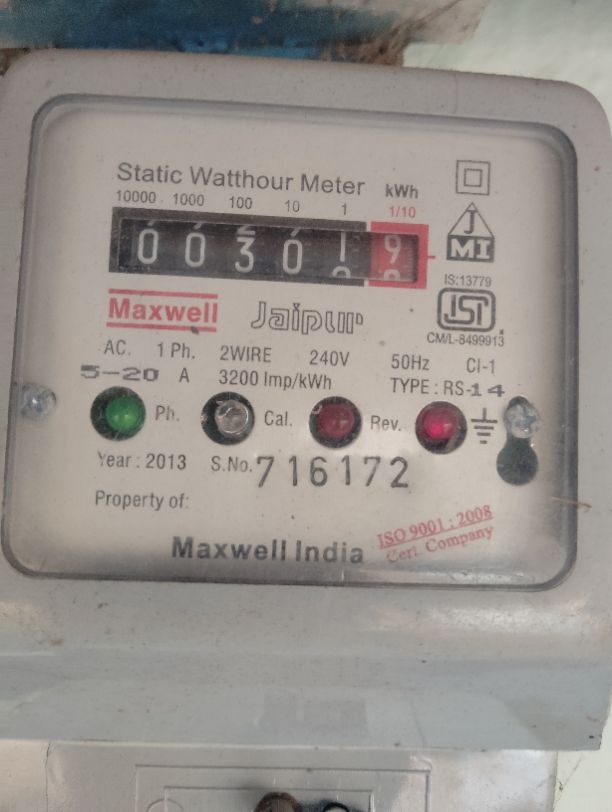 Static Watthour Meter kWh
10000 1000 100 10 1 1/10
0 0 3 0 1 9
J
MI
IS:13779
Maxwell Jaipur ISI
CM/L-8499913
AC. 1 Ph. 2WIRE 240V 50Hz Cl-1
5-20 A 3200 Imp/kWh TYPE : RS-14
Ph. Cal. Rev.
Year : 2013 S.No. 716172
Property of:
ISO 9001 : 2008
Maxwell India Cert. Company